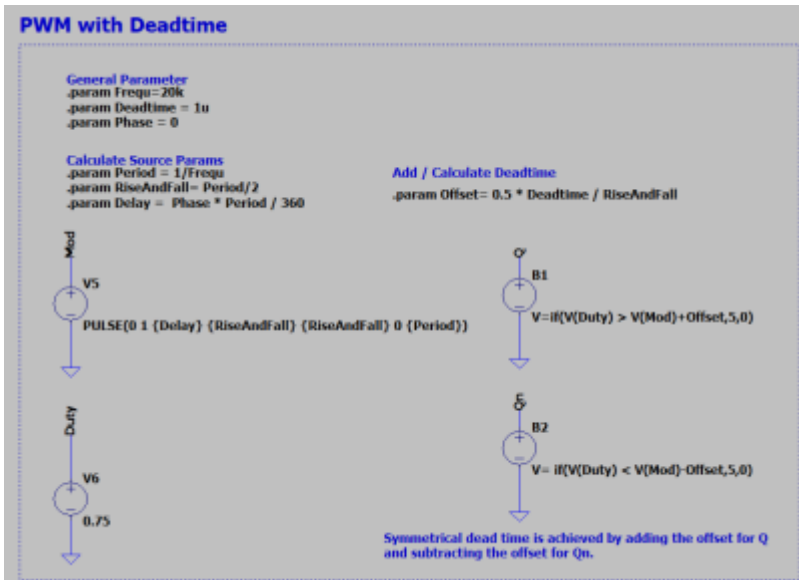 PWM with Deadtime
General Parameter
.param Frequ=20k
.param Deadtime = 1u
.param Phase = 0
Calculate Source Params
.param Period = 1/Frequ
.param RiseAndFall= Period/2
.param Delay = Phase * Period / 360
Add / Calculate Deadtime
.param Offset= 0.5 * Deadtime / RiseAndFall
Mod
V5
PULSE(0 1 {Delay} {RiseAndFall} {RiseAndFall} 0 {Period})
B1
V=if(V(Duty) > V(Mod)+Offset,5,0)
Duty
V6
0.75
B2
V= if(V(Duty) < V(Mod)-Offset,5,0)
Symmetrical dead time is achieved by adding the offset for Q
and subtracting the offset for Qn.